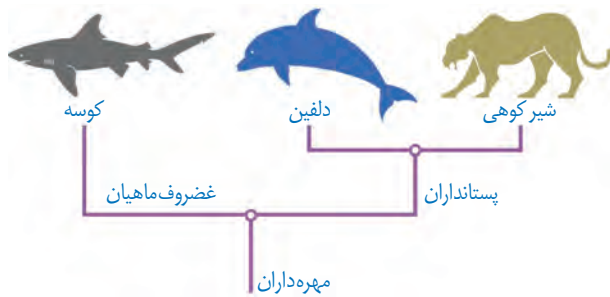 شیر کوهی
دلفین
کوسه
پستانداران
غضروف‌ماهیان
مهره‌داران